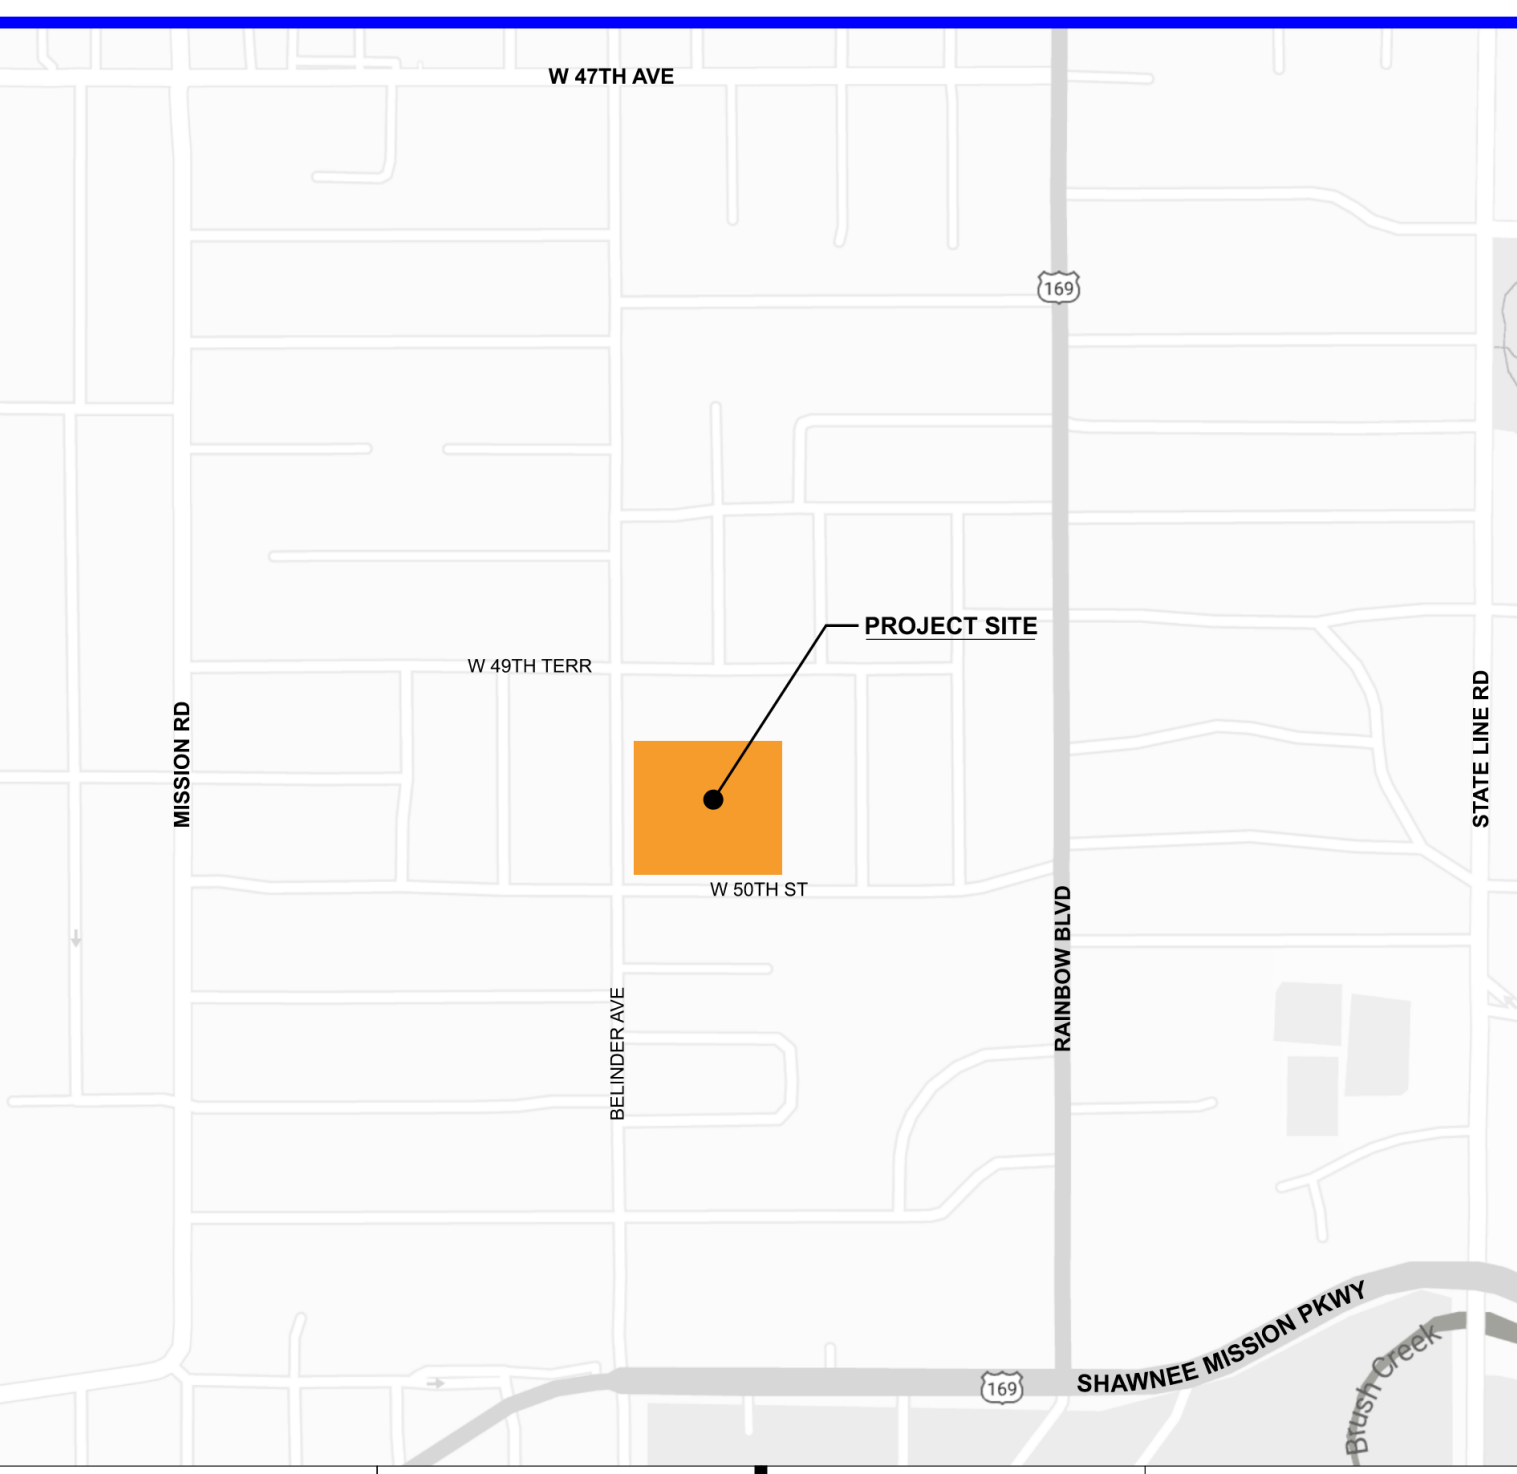 W 47TH AVE
169
PROJECT SITE
W 49TH TERR
MISSION RD
STATE LINE RD
W 50TH ST
RAINBOW BLVD
BELINDER AVE
SHAWNEE MISSION PKWY
169
Brush Creek